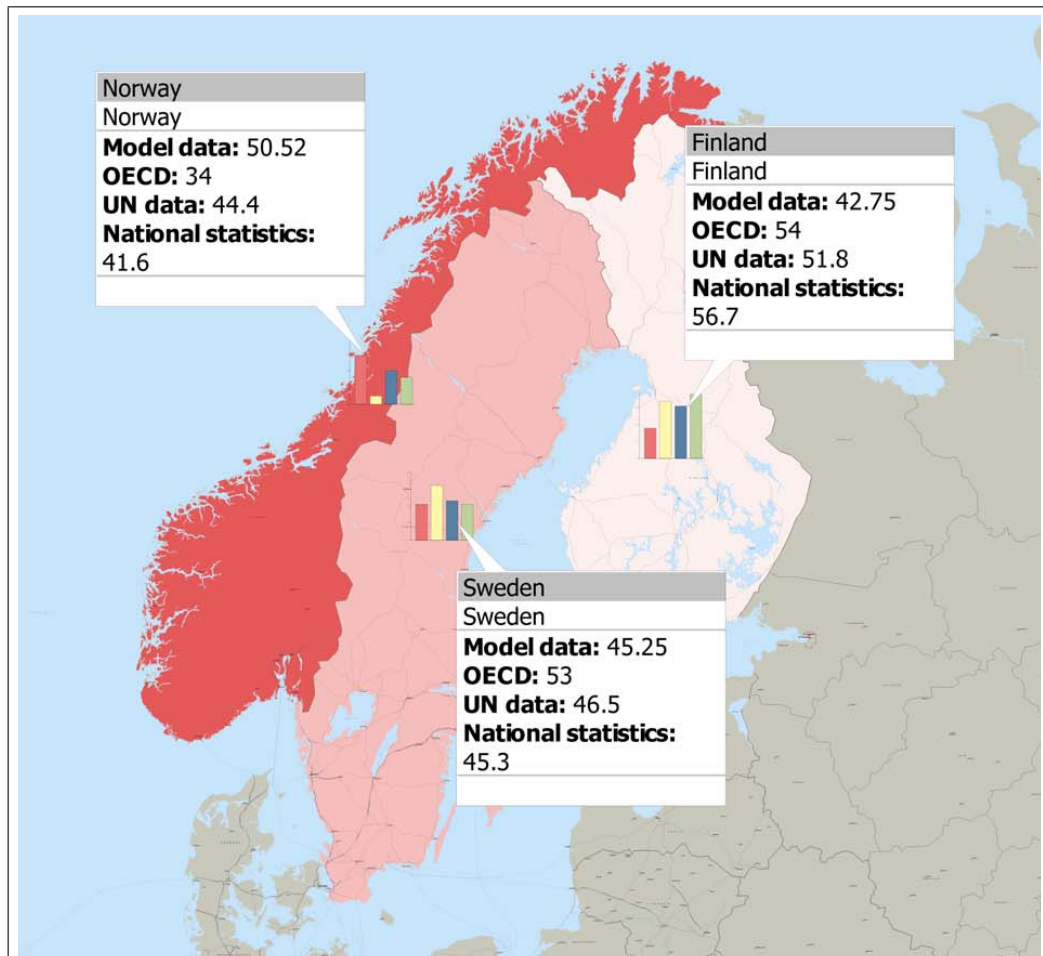 Norway
Norway
Model data: 50.52
OECD: 34
UN data: 44.4
National statistics:
41.6
Finland
Finland
Model data: 42.75
OECD: 54
UN data: 51.8
National statistics:
56.7
Sweden
Sweden
Model data: 45.25
OECD: 53
UN data: 46.5
National statistics:
45.3